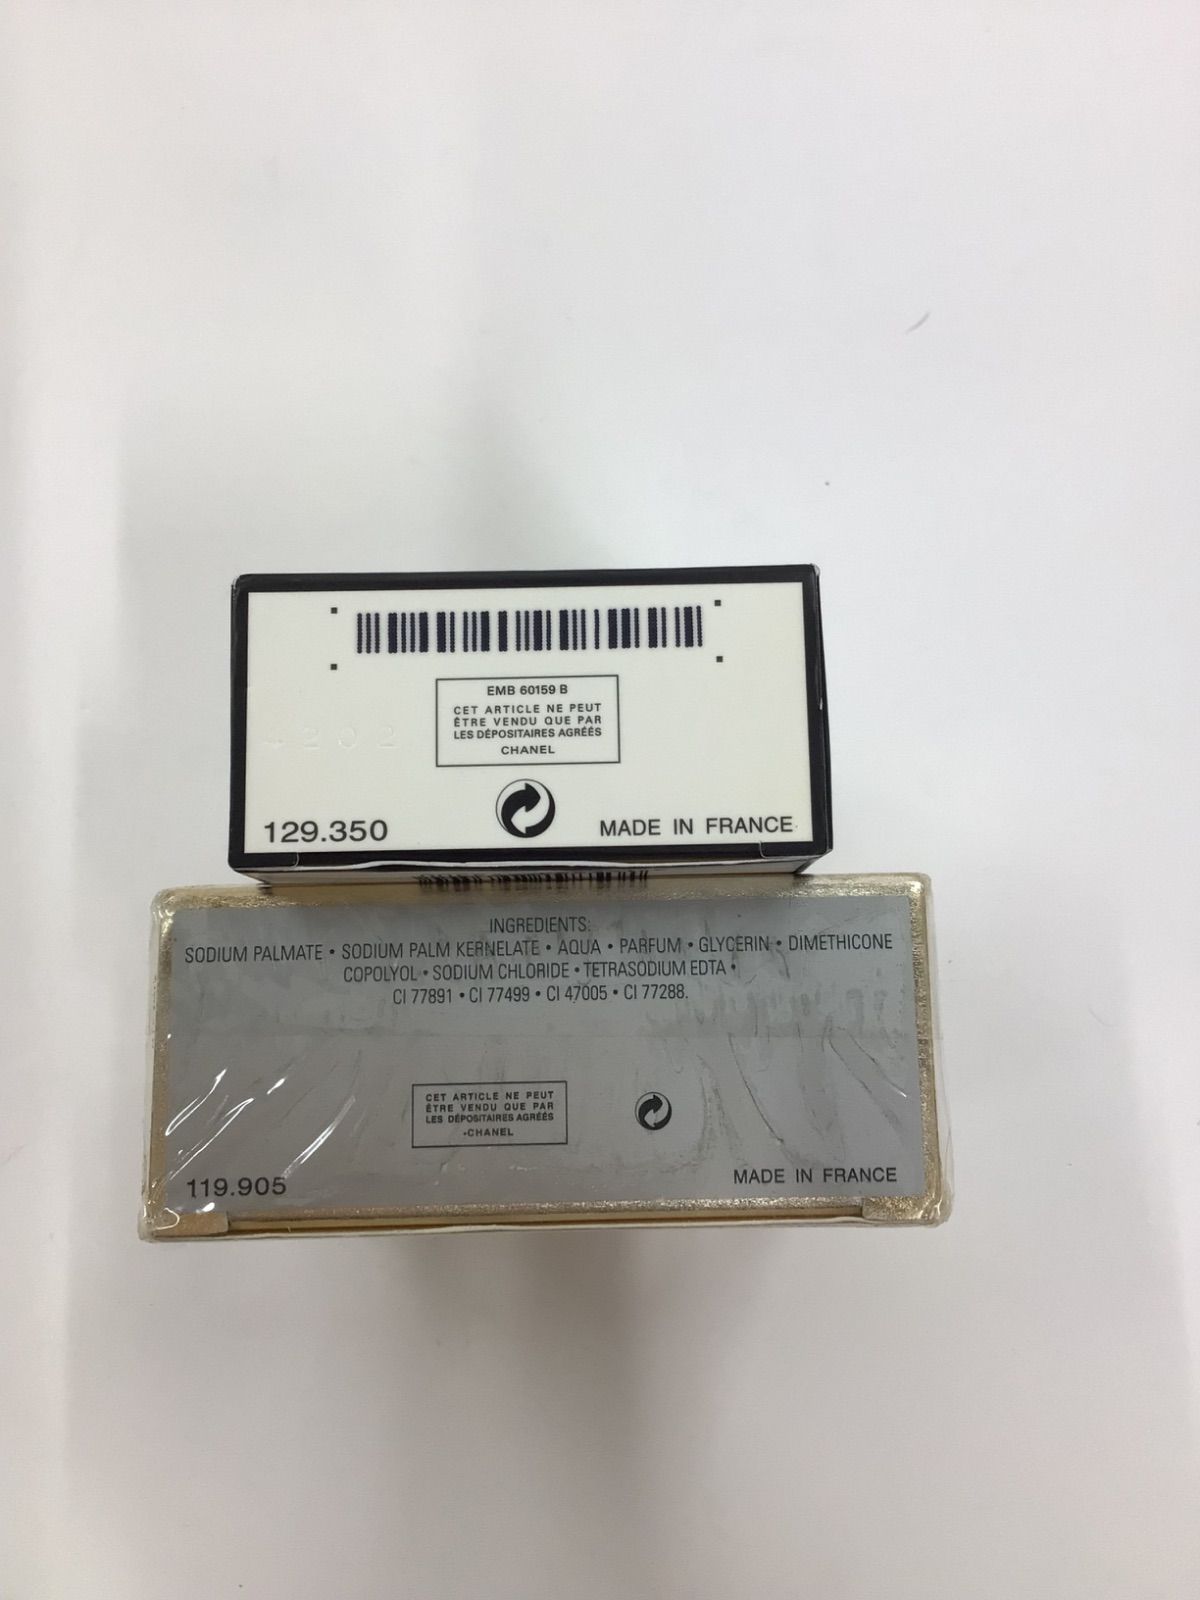 EMB 60159 B
CET ARTICLE NE PEUT
ÊTRE VENDU QUE PAR
LES DÉPOSITAIRES AGRÉÉS
CHANEL
4202
129.350
MADE IN FRANCE
INGREDIENTS:
SODIUM PALMATE • SODIUM PALM KERNELATE • AQUA • PARFUM • GLYCERIN • DIMETHICONE
COPOLYOL • SODIUM CHLORIDE • TETRASODIUM EDTA •
CI 77891 • CI 77499 • CI 47005 • CI 77288.
CET ARTICLE NE PEUT
ÊTRE VENDU QUE PAR
LES DÉPOSITAIRES AGRÉÉS
-CHANEL
119.905
MADE IN FRANCE